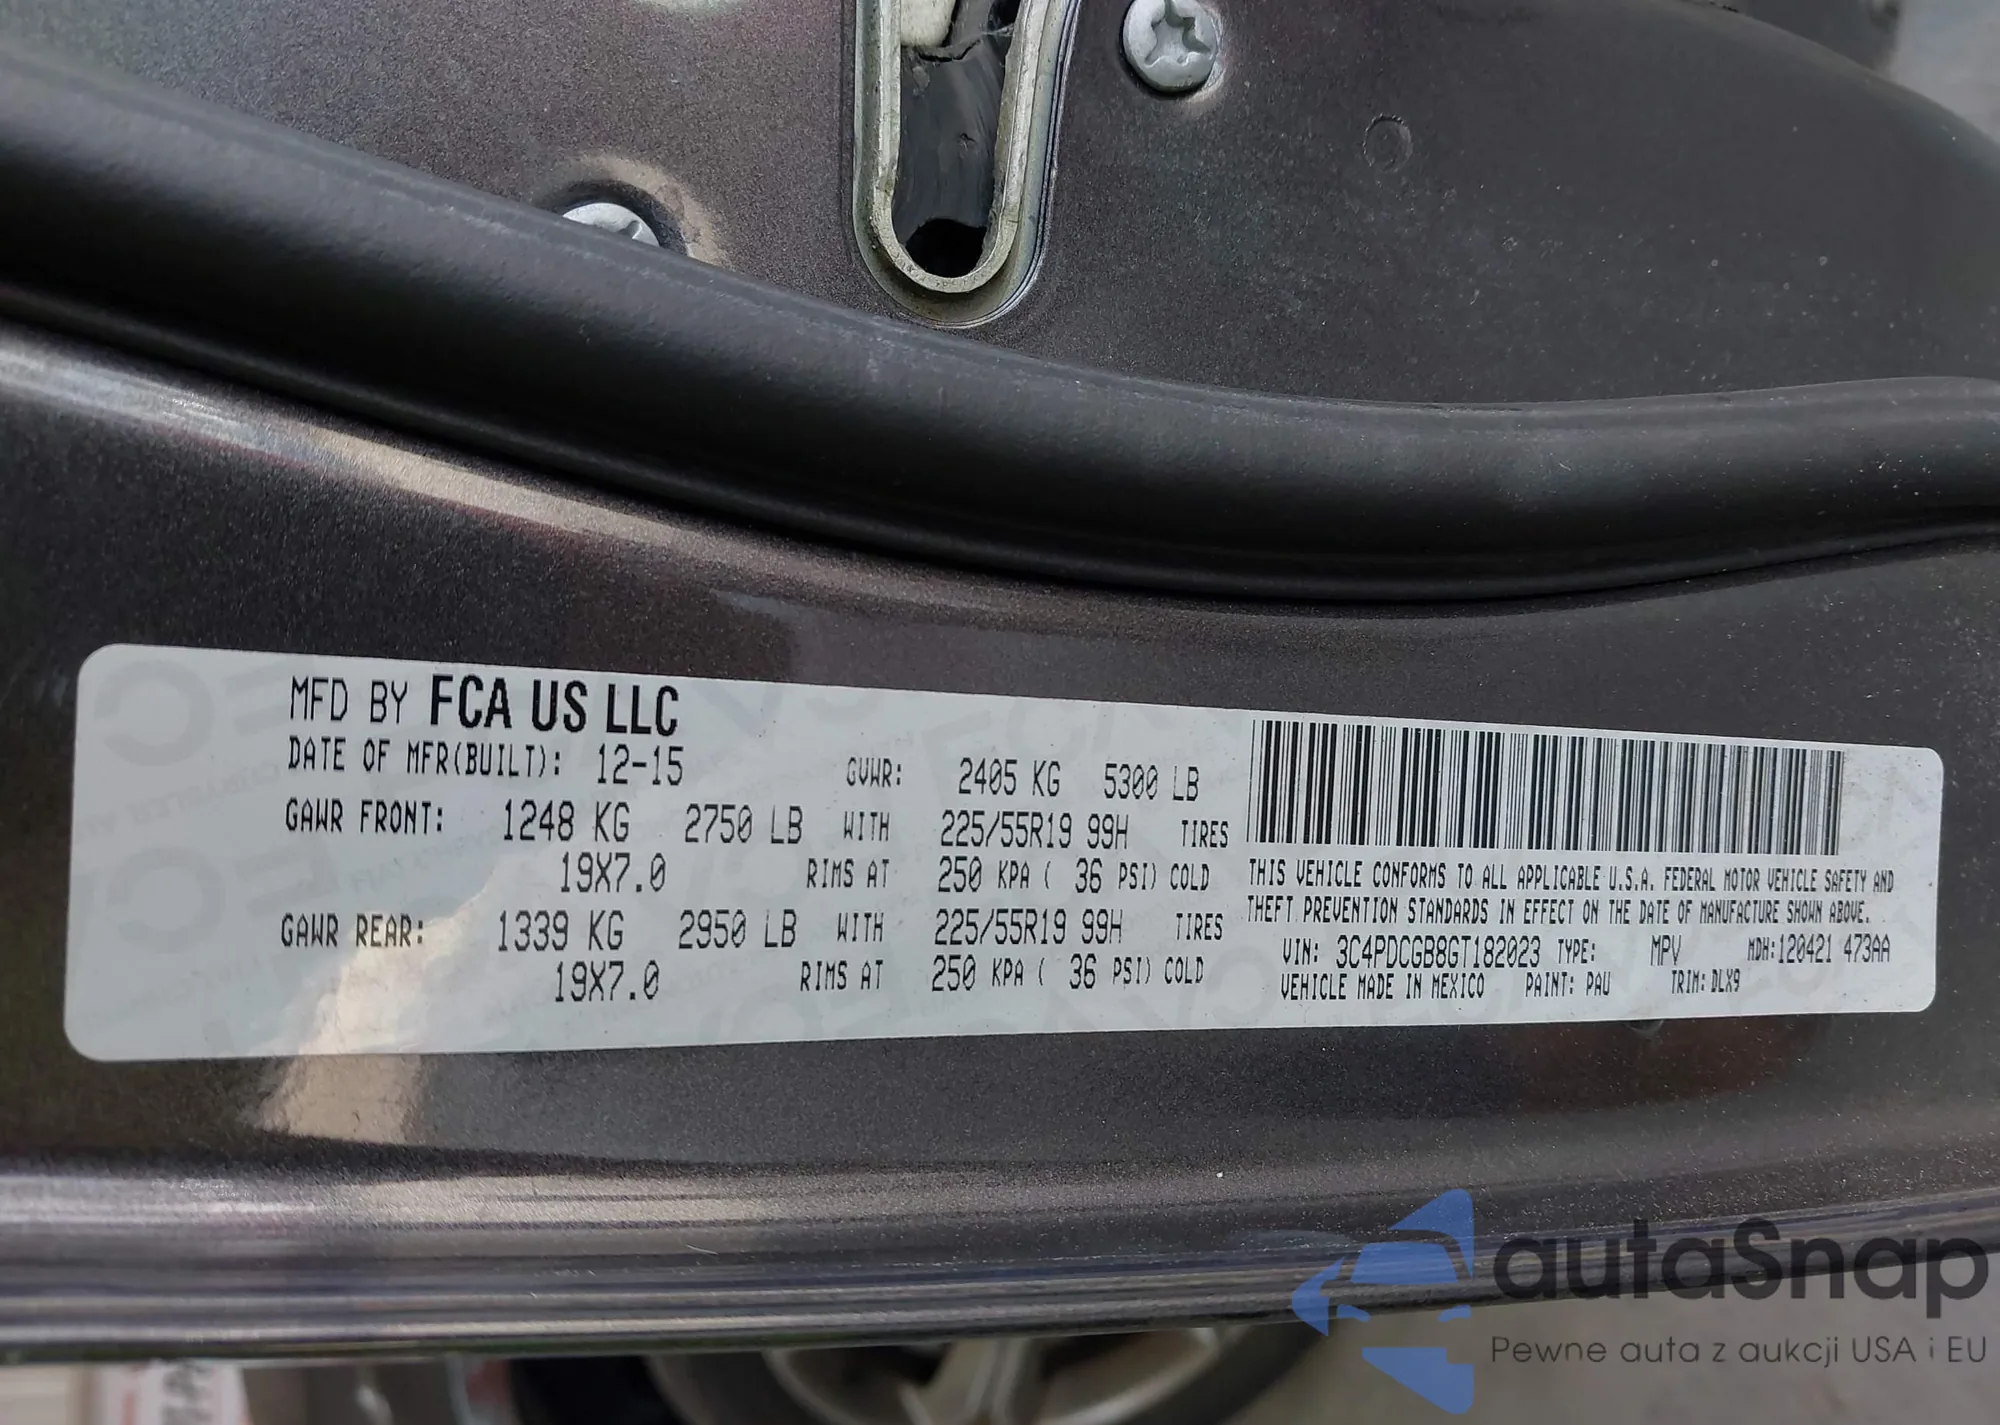 MFD BY FCA US LLC
DATE OF MFR(BUILT): 12-15 GVWR: 2405 KG 5300 LB
GAWR FRONT: 1248 KG 2750 LB WITH 225/55R19 99H TIRES
19X7.0 RIMS AT 250 KPA ( 36 PSI) COLD
GAWR REAR: 1339 KG 2950 LB WITH 225/55R19 99H TIRES
19X7.0 RIMS AT 250 KPA ( 36 PSI) COLD
THIS VEHICLE CONFORMS TO ALL APPLICABLE U.S.A. FEDERAL MOTOR VEHICLE SAFETY AND
THEFT PREVENTION STANDARDS IN EFFECT ON THE DATE OF MANUFACTURE SHOWN ABOVE.
VIN: 3C4PDCGB8GT182023 TYPE: MPV MDH:120421 473AA
VEHICLE MADE IN MEXICO PAINT: PAU TRIM: DLX9
autaSnap
Pewne auta z aukcji USA i EU